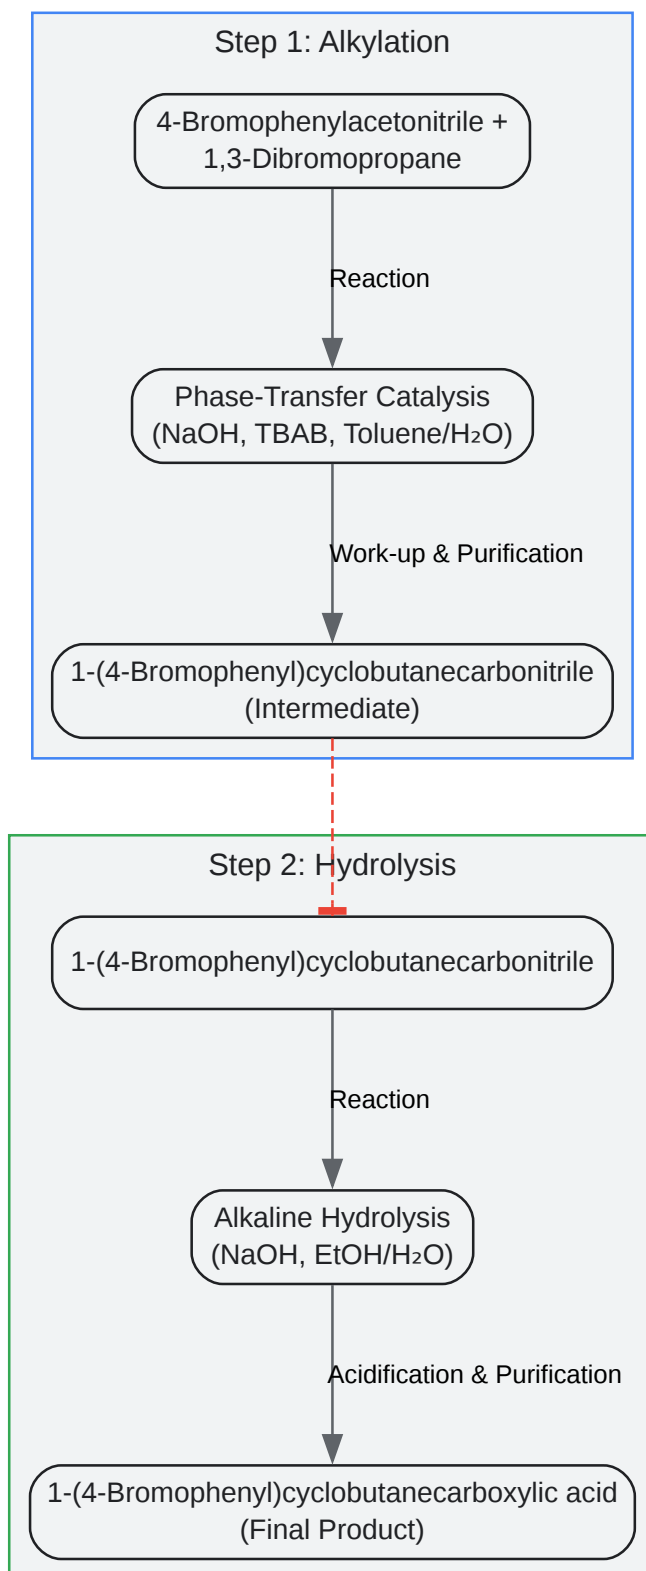 Step 1: Alkylation
4-Bromophenylacetonitrile +
1,3-Dibromopropane
Reaction
Phase-Transfer Catalysis
(NaOH, TBAB, Toluene/H₂O)
Work-up & Purification
1-(4-Bromophenyl)cyclobutanecarbonitrile
(Intermediate)
Step 2: Hydrolysis
1-(4-Bromophenyl)cyclobutanecarbonitrile
Reaction
Alkaline Hydrolysis
(NaOH, EtOH/H₂O)
Acidification & Purification
1-(4-Bromophenyl)cyclobutanecarboxylic acid
(Final Product)